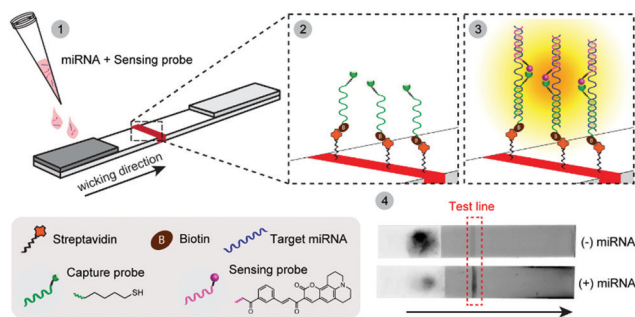 1
miRNA + Sensing probe
wicking direction
2
B
B
B
3
B
B
B
Streptavidin
B
Biotin
Target miRNA
Capture probe
SH
Sensing probe
O
O
O
O
N
4
Test line
(-) miRNA
(+) miRNA